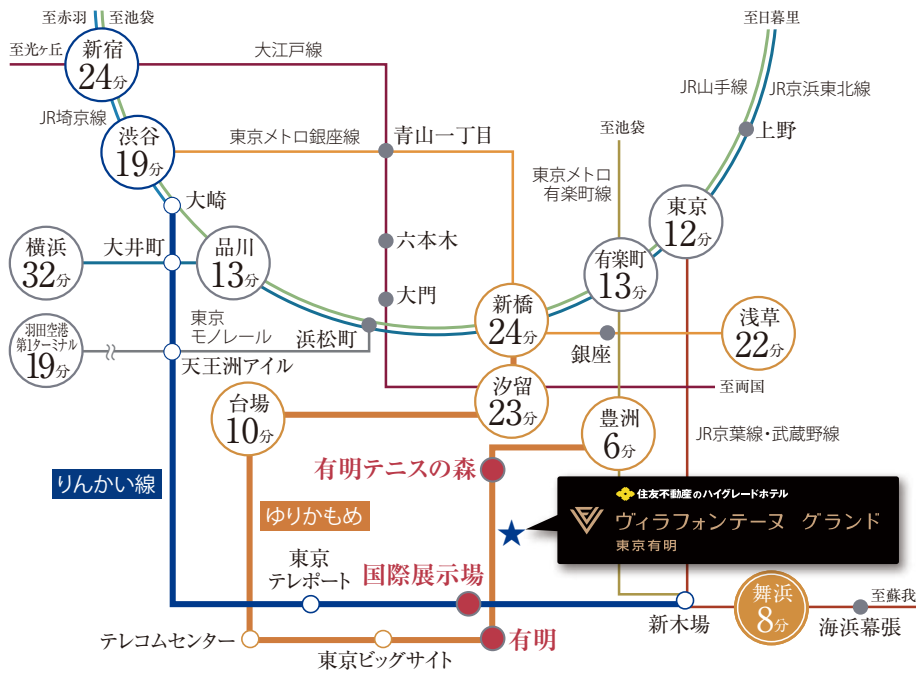 至赤羽
至池袋
至光ヶ丘
新宿
24分
大江戸線
JR埼京線
渋谷
19分
東京メトロ銀座線
青山一丁目
至池袋
東京メトロ
有楽町線
至日暮里
JR山手線
JR京浜東北線
上野
大崎
横浜
32分
大井町
品川
13分
六本木
大門
新橋
24分
有楽町
13分
東京
12分
羽田空港
第1ターミナル
19分
東京
モノレール
浜松町
天王洲アイル
銀座
浅草
22分
至両国
台場
10分
汐留
23分
豊洲
6分
JR京葉線・武蔵野線
りんかい線
ゆりかもめ
有明テニスの森
住友不動産のハイグレードホテル
ヴィラフォンテーヌ グランド
東京有明
東京
テレポート
国際展示場
新木場
舞浜
8分
至蘇我
海浜幕張
テレコムセンター
東京ビッグサイト
有明